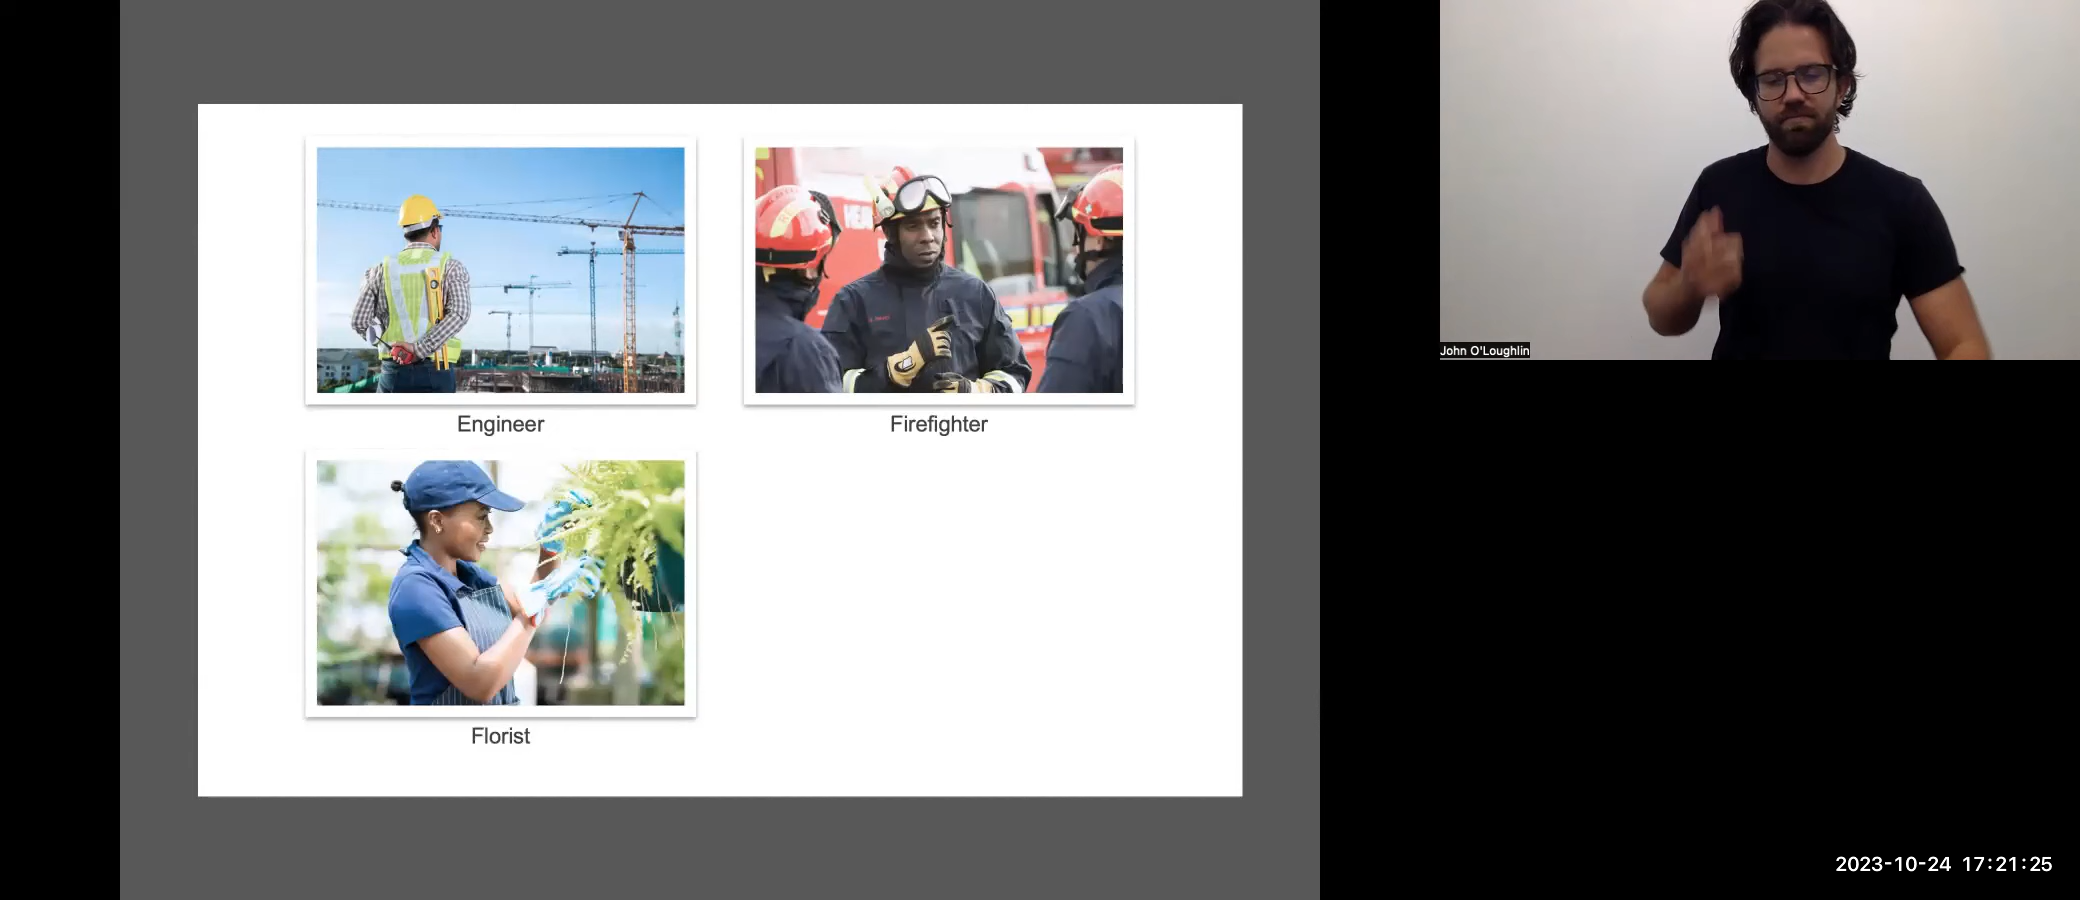 Engineer
Firefighter
Florist
John O'Loughlin
2023-10-24 17:21:25